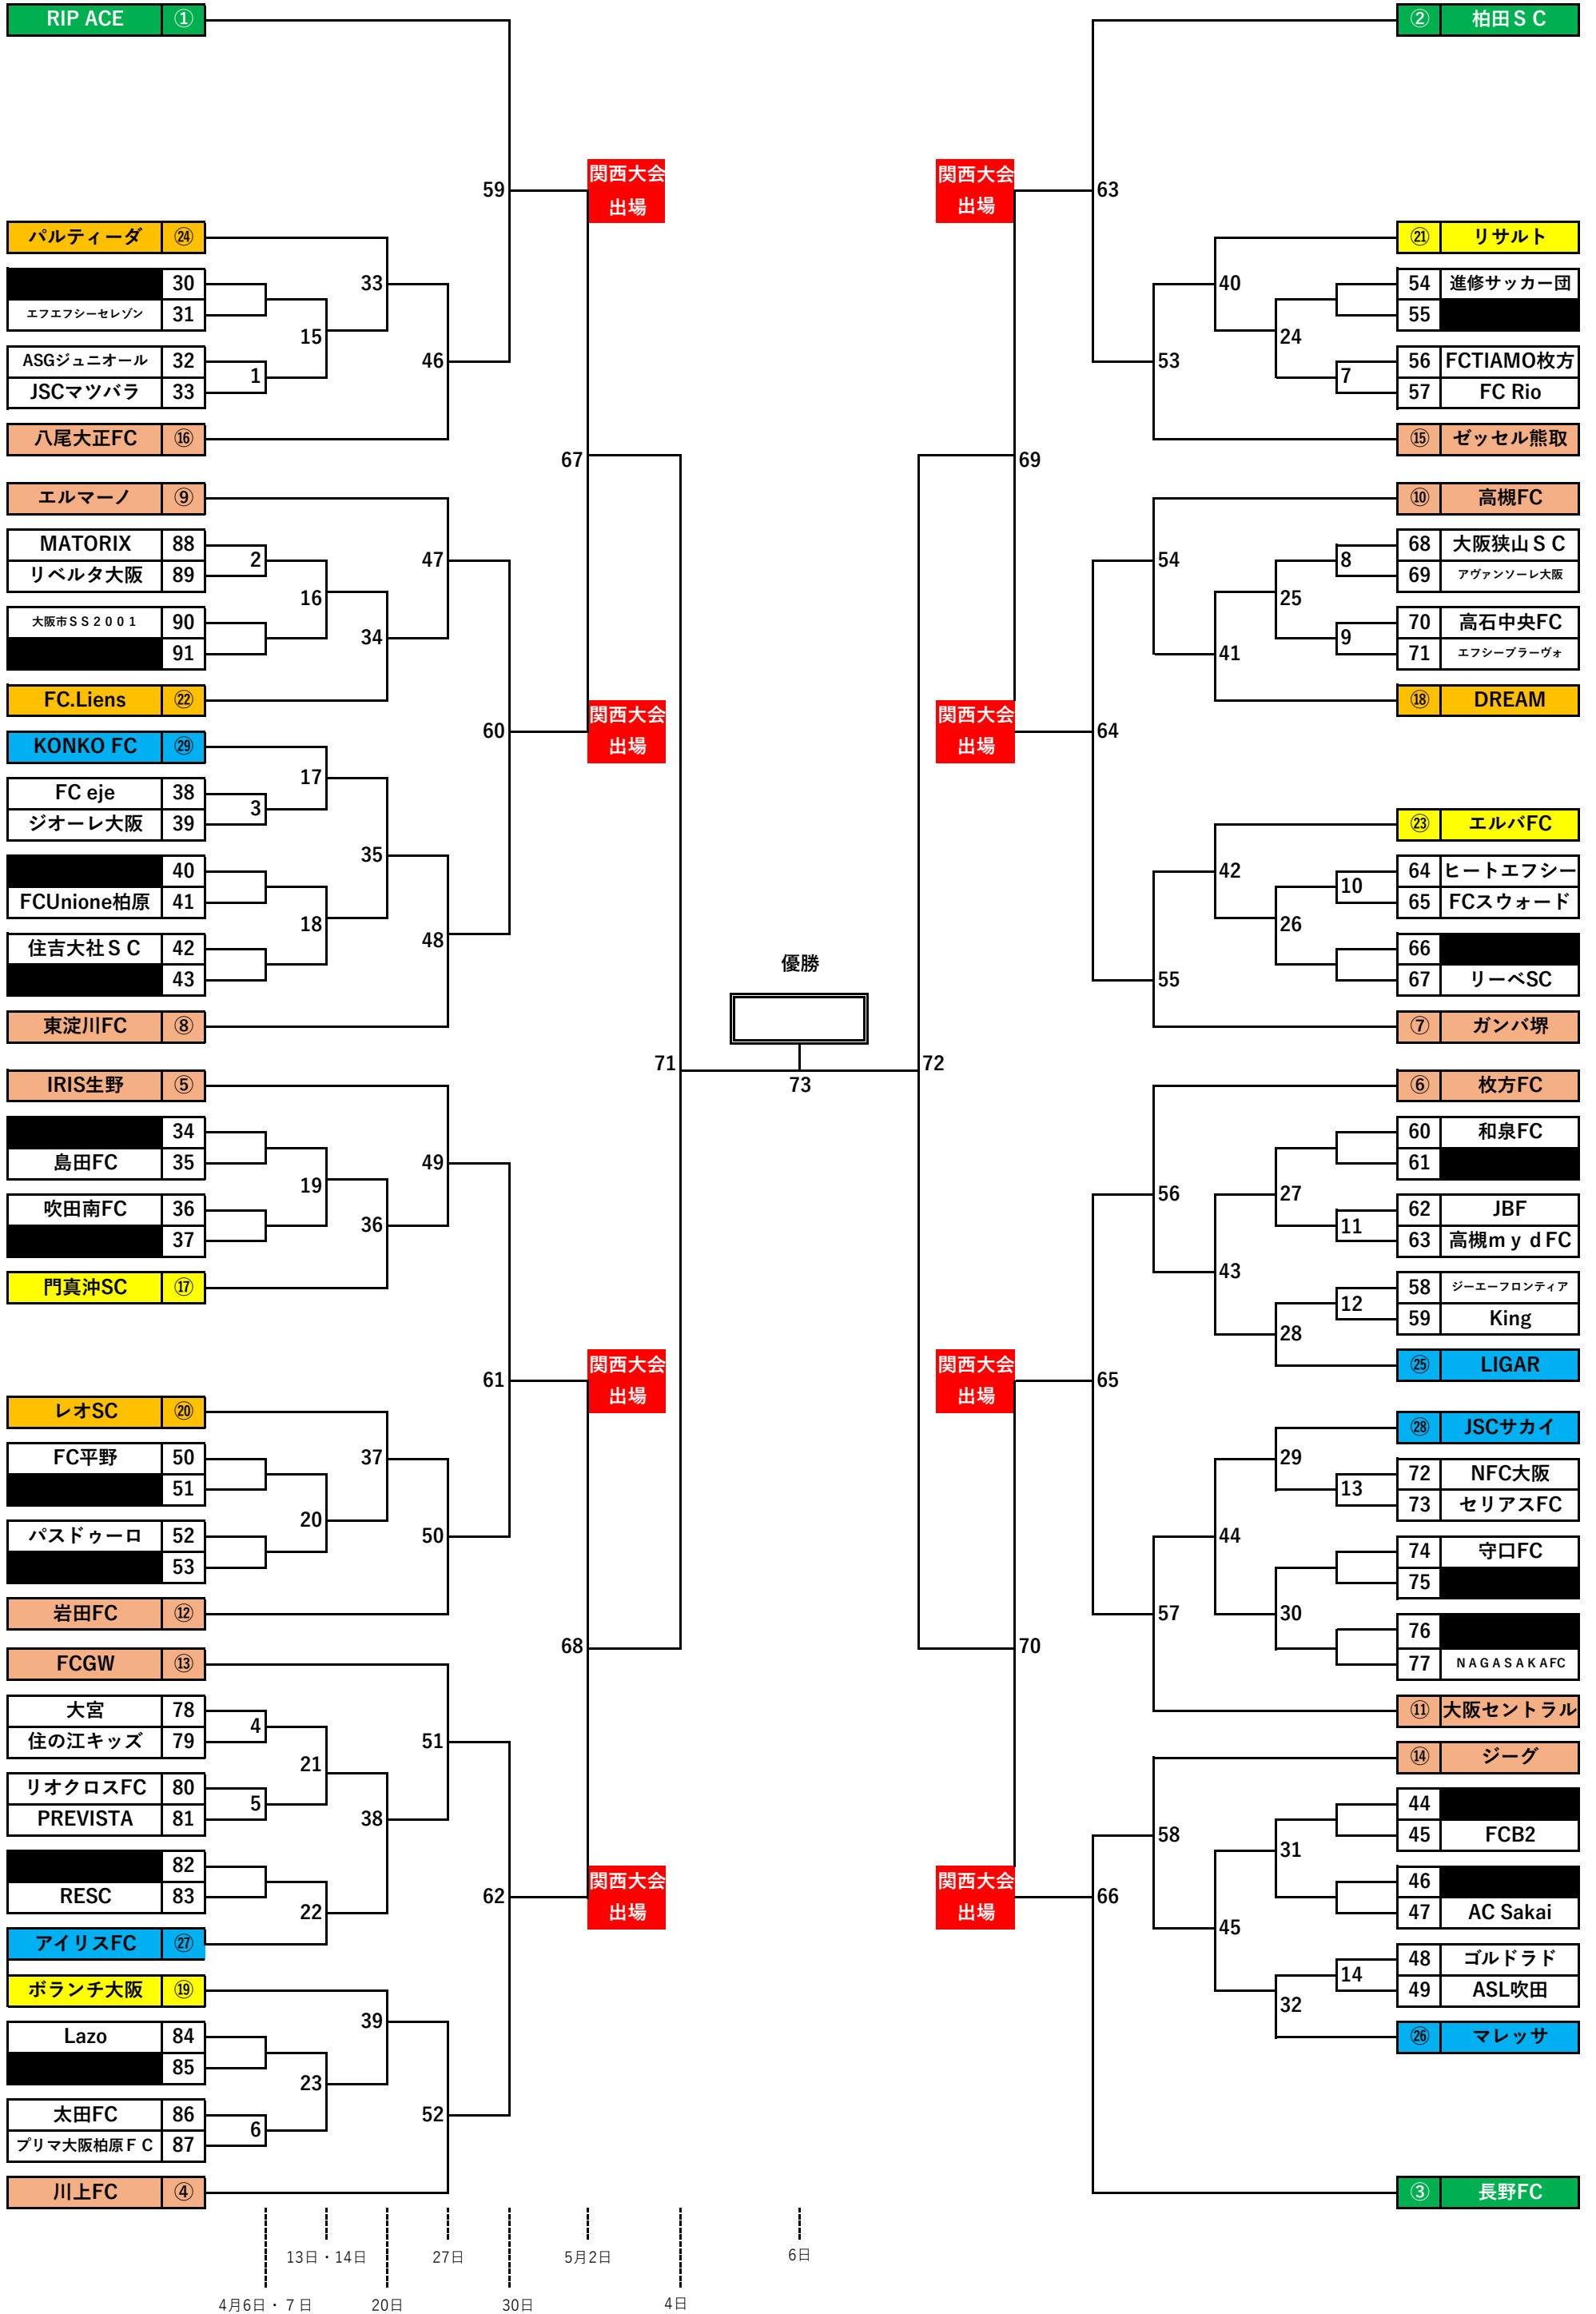 RIP ACE ①
59
関西大会
出場
パルティーダ ㉔
30
エフエフシーセレゾン 31
33
15
ASGジュニオール 32
JSCマツバラ 33
1
46
八尾大正FC ⑯
67
エルマーノ ⑨
MATORIX 88
リベルタ大阪 89
2
47
16
大阪市ＳＳ２００１ 90
91
34
FC.Liens ㉒
関西大会
出場
60
KONKO FC ㉙
17
FC eje 38
ジオーレ大阪 39
3
35
40
FCUnione柏原 41
18
住吉大社ＳＣ 42
43
48
東淀川FC ⑧
71
IRIS生野 ⑤
34
島田FC 35
49
19
吹田南FC 36
37
36
門真沖SC ⑰
61
関西大会
出場
レオSC ⑳
FC平野 50
51
37
20
パスドゥーロ 52
53
50
岩田FC ⑫
68
FCGW ⑬
大宮 78
住の江キッズ 79
4
51
21
リオクロスFC 80
PREVISTA 81
5
38
82
RESC 83
22
62
関西大会
出場
アイリスFC ㉗
ボランチ大阪 ⑲
39
Lazo 84
85
23
太田FC 86
プリマ大阪柏原ＦＣ 87
6
52
川上FC ④
優勝
73
② 柏田ＳＣ
63
関西大会
出場
㉑ リサルト
40
54 進修サッカー団
55
24
56 FCTIAMO枚方
57 FC Rio
7
53
⑮ ゼッセル熊取
69
⑩ 高槻FC
54
68 大阪狭山ＳＣ
69 アヴァンソーレ大阪
8
25
70 高石中央FC
71 エフシーブラーヴォ
9
41
⑱ DREAM
関西大会
出場
64
㉓ エルバFC
42
64 ヒートエフシー
65 FCスウォード
10
26
66
67 リーベSC
55
⑦ ガンバ堺
72
⑥ 枚方FC
60 和泉FC
61
56
27
62 JBF
63 高槻ｍｙｄFC
11
43
58 ジーエーフロンティア
59 King
12
28
㉕ LIGAR
65
関西大会
出場
㉘ JSCサカイ
29
72 NFC大阪
73 セリアスFC
13
44
74 守口FC
75
57
30
76
77 ＮＡＧＡＳＡＫＡFC
70
⑪ 大阪セントラル
⑭ ジーグ
44
45 FCB2
58
31
46
47 AC Sakai
66
関西大会
出場
45
48 ゴルドラド
49 ASL吹田
14
32
㉖ マレッサ
③ 長野FC
13日・14日 27日 5月2日 6日
4月6日・７日 20日 30日 4日